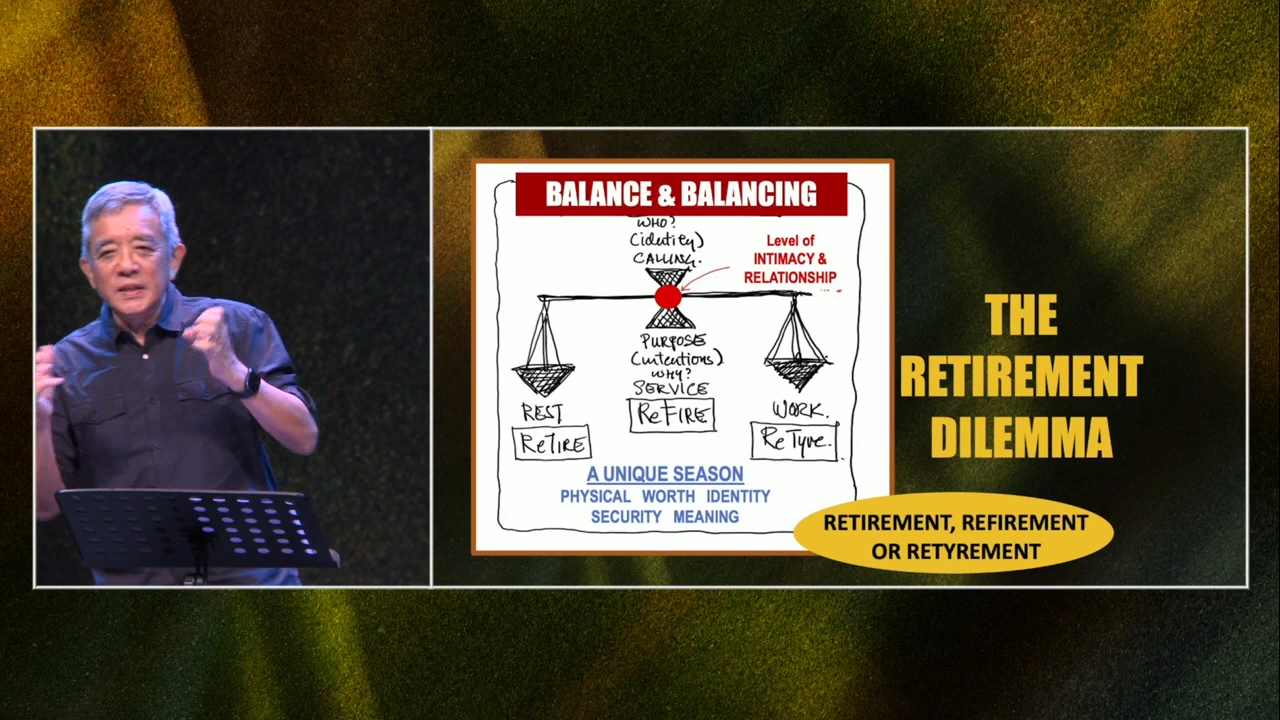 BALANCE & BALANCING
WHO?
(identity)
CALLING.
Level of
INTIMACY &
RELATIONSHIP
PURPOSE
(intentions)
WHY?
SERVICE
ReFIRE
REST
ReTIRE
WORK.
ReTyre.
A UNIQUE SEASON
PHYSICAL WORTH IDENTITY
SECURITY MEANING
THE
RETIREMENT
DILEMMA
RETIREMENT, REFIREMENT
OR RETYREMENT